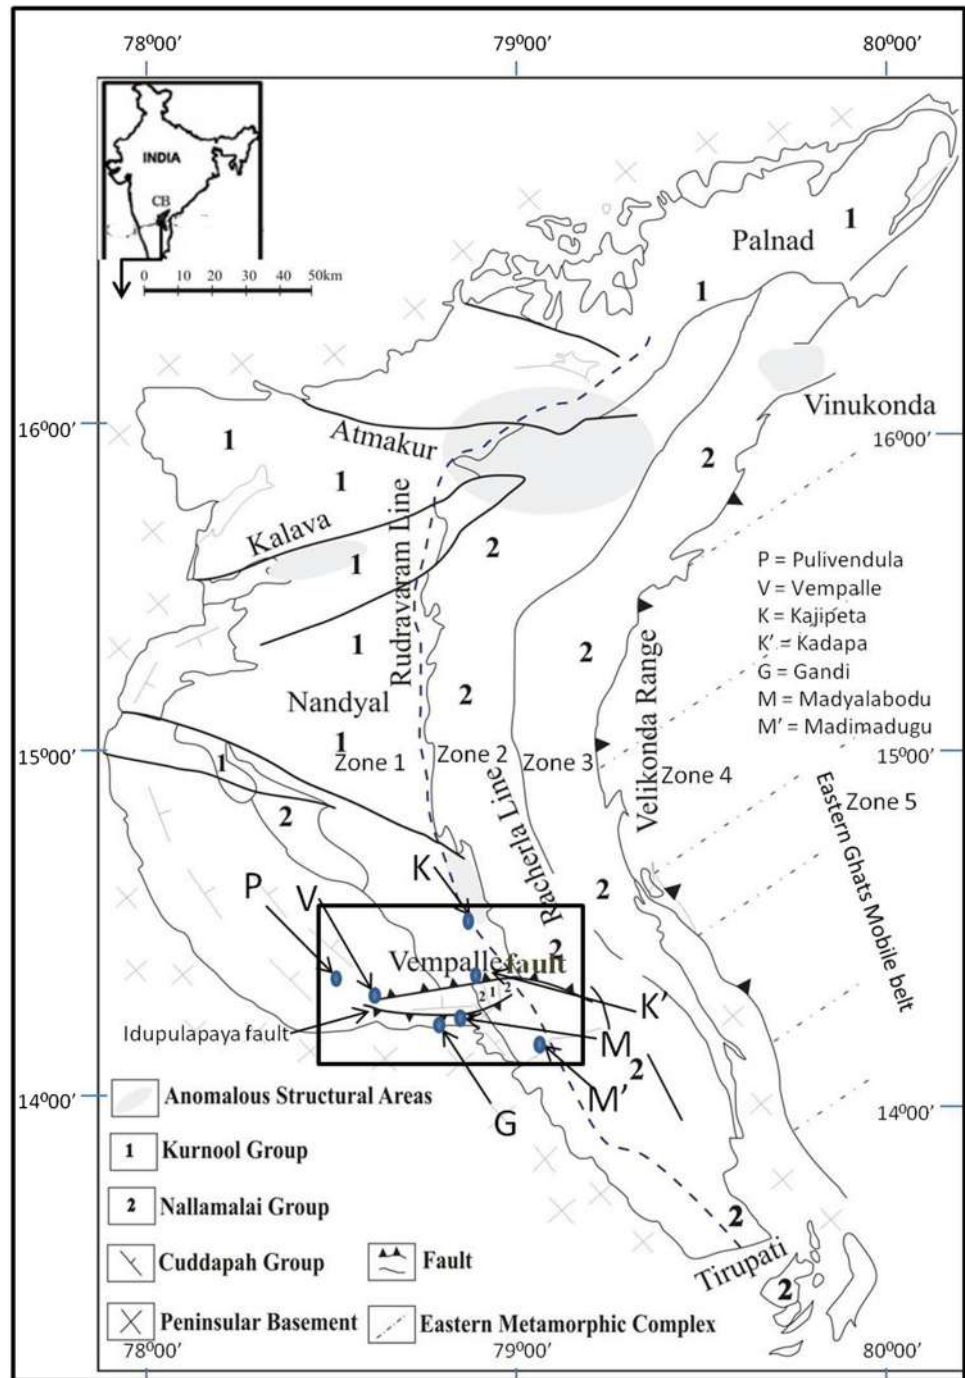 78⁰00’ 79⁰00’ 80⁰00’
INDIA
CB
0 10 20 30 40 50km
1
Palnad
1
16⁰00’
Atmakur
Vinukonda
16⁰00’
1
2
1
Kalava
Rudravaram Line
2
1
P = Pulivendula
V = Vempalle
K = Kajipeta
K’ = Kadapa
G = Gandi
M = Madyalabodu
M’ = Madimadugu
1
2
2
Nandyal
Velikonda Range
15⁰00’
1
1
Zone 1
Zone 2
Zone 3
Zone 4
Zone 5
15⁰00’
2
Racherla Line
Eastern Ghats Mobile belt
K
P
V
2
2
Vempalle fault
2 1 2
K’
Idupulapaya fault
M
2
M’
G
14⁰00’
14⁰00’
Anomalous Structural Areas
1 Kurnool Group
2 Nallamalai Group
Cuddapah Group
Fault
Peninsular Basement
Eastern Metamorphic Complex
2
Tirupati
2
78⁰00’ 79⁰00’ 80⁰00’